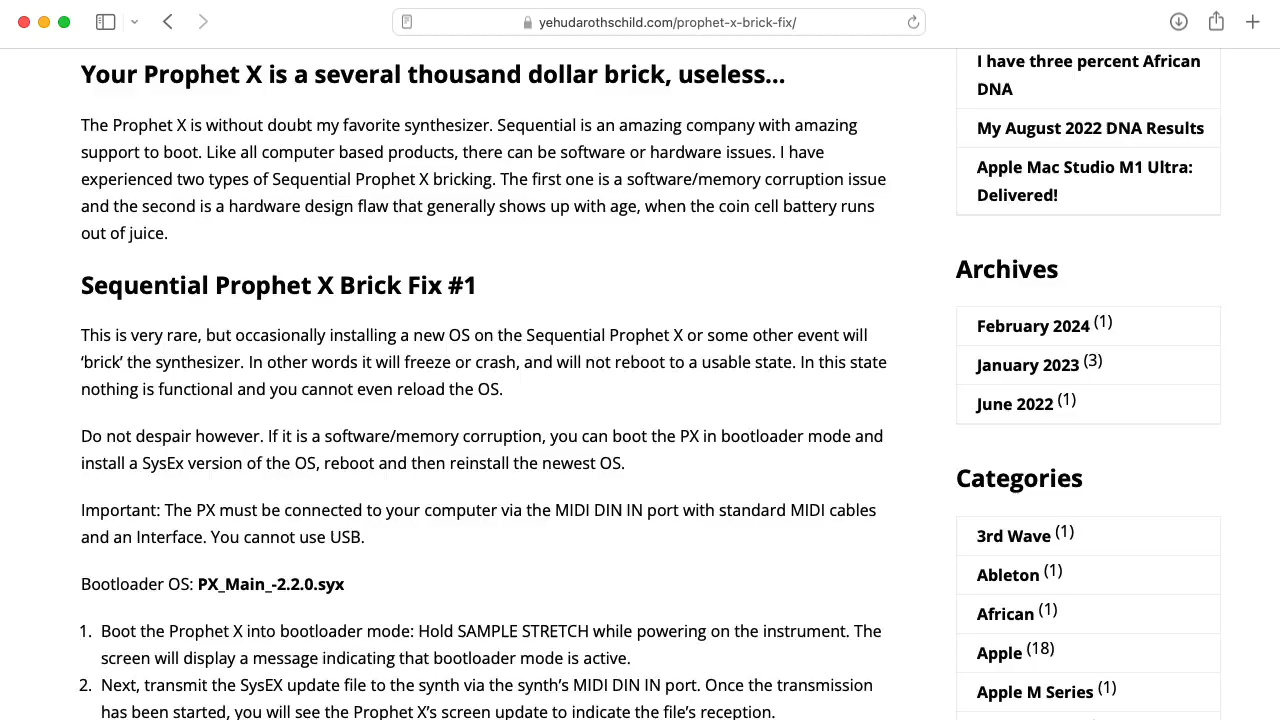 yehudarothschild.com/prophet-x-brick-fix/
Your Prophet X is a several thousand dollar brick, useless...
The Prophet X is without doubt my favorite synthesizer. Sequential is an amazing company with amazing
support to boot. Like all computer based products, there can be software or hardware issues. I have
experienced two types of Sequential Prophet X bricking. The first one is a software/memory corruption issue
and the second is a hardware design flaw that generally shows up with age, when the coin cell battery runs
out of juice.
Sequential Prophet X Brick Fix #1
This is very rare, but occasionally installing a new OS on the Sequential Prophet X or some other event will
‘brick’ the synthesizer. In other words it will freeze or crash, and will not reboot to a usable state. In this state
nothing is functional and you cannot even reload the OS.
Do not despair however. If it is a software/memory corruption, you can boot the PX in bootloader mode and
install a SysEx version of the OS, reboot and then reinstall the newest OS.
Important: The PX must be connected to your computer via the MIDI DIN IN port with standard MIDI cables
and an Interface. You cannot use USB.
Bootloader OS: PX_Main_-2.2.0.syx
1. Boot the Prophet X into bootloader mode: Hold SAMPLE STRETCH while powering on the instrument. The
screen will display a message indicating that bootloader mode is active.
2. Next, transmit the SysEX update file to the synth via the synth’s MIDI DIN IN port. Once the transmission
has been started, you will see the Prophet X’s screen update to indicate the file’s reception.
I have three percent African
DNA
My August 2022 DNA Results
Apple Mac Studio M1 Ultra:
Delivered!
Archives
February 2024 (1)
January 2023 (3)
June 2022 (1)
Categories
3rd Wave (1)
Ableton (1)
African (1)
Apple (18)
Apple M Series (1)